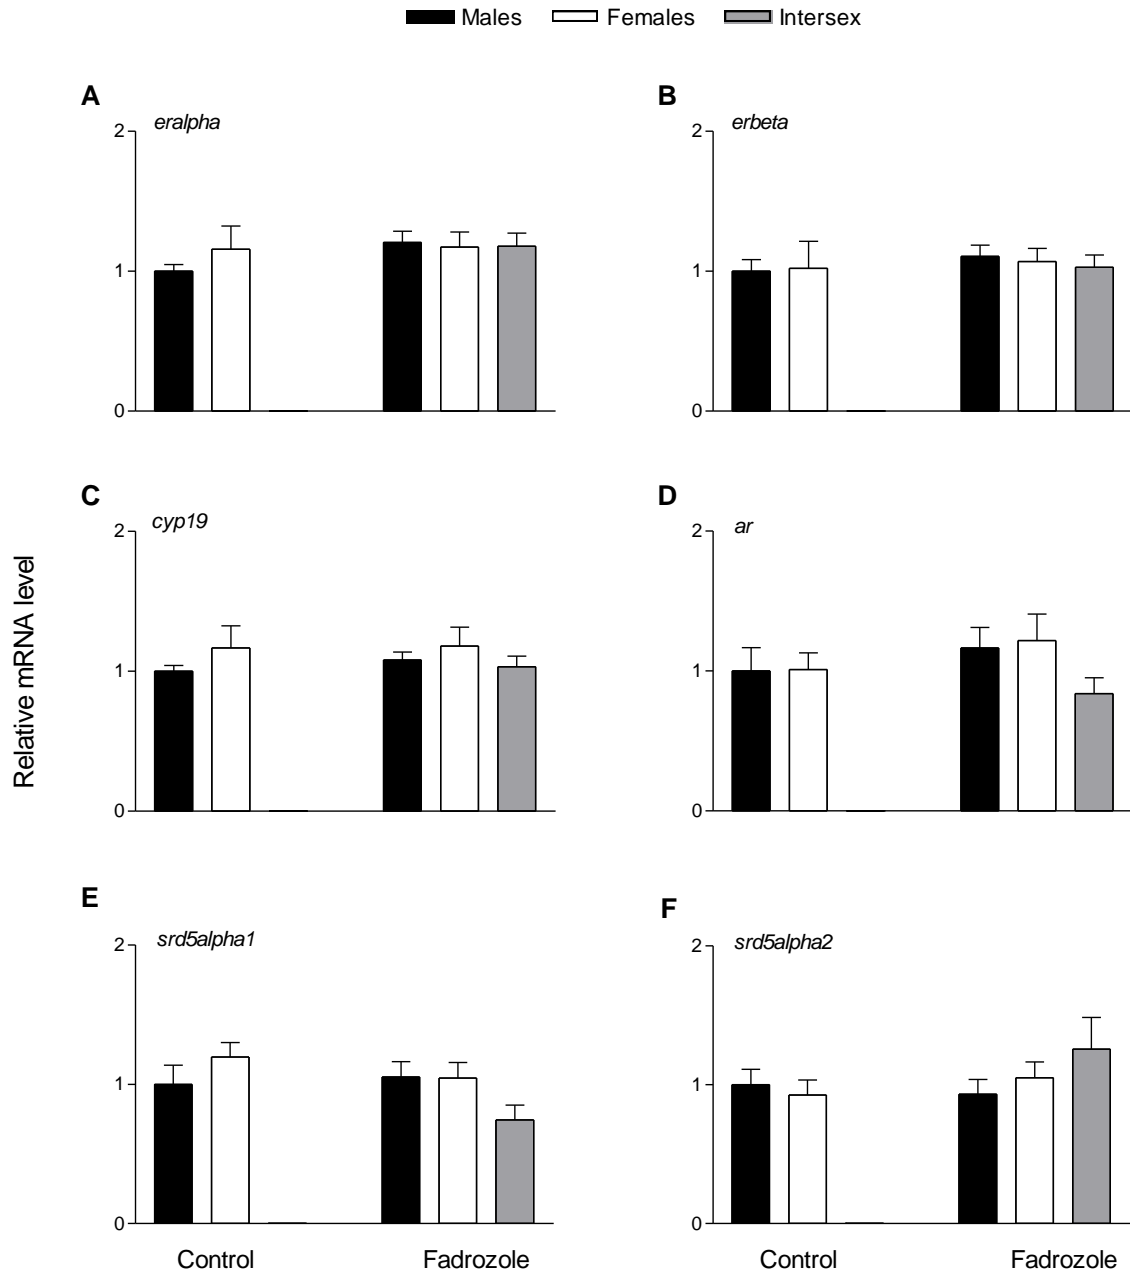 Males Females Intersex
A
eralpha
2
1
0
B
erbeta
2
1
0
C
cyp19
2
1
0
D
ar
2
1
0
E
srd5alpha1
2
1
0
F
srd5alpha2
2
1
0
Relative mRNA level
Control Fadrozole Control Fadrozole